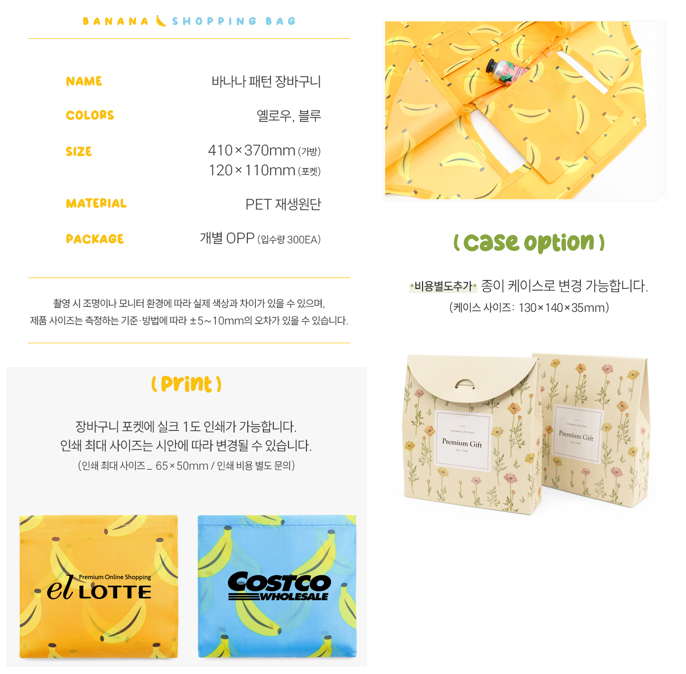 BANANA SHOPPING BAG
NAME 바나나 패턴 장바구니
COLORS 옐로우, 블루
SIZE 410×370mm (가방)
120×110mm (포켓)
MATERIAL PET 재생원단
PACKAGE 개별 OPP (입수량 300EA)
촬영 시 조명이나 모니터 환경에 따라 실제 색상과 차이가 있을 수 있으며,
제품 사이즈는 측정하는 기준·방법에 따라 ±5~10mm의 오차가 있을 수 있습니다.
(Print)
장바구니 포켓에 실크 1도 인쇄가 가능합니다.
인쇄 최대 사이즈는 시안에 따라 변경될 수 있습니다.
(인쇄 최대 사이즈_ 65×50mm / 인쇄 비용 별도 문의)
Premium Online Shopping
el LOTTE
COSTCO
WHOLESALE
(Case option)
*비용별도추가* 종이 케이스로 변경 가능합니다.
(케이스 사이즈: 130×140×35mm)
Premium Gift
Premium Gift